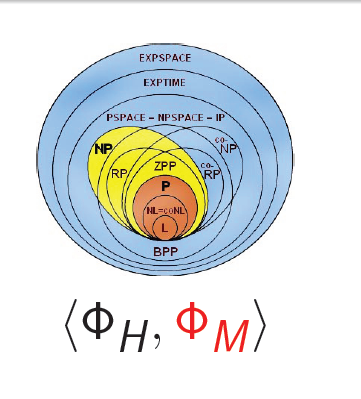 EXPSPACE
EXPTIME
PSPACE – NPSPACE – IP
NP
co-NP
ZPP
RP
co-RP
P
NL=coNL
L
BPP
⟨Φ_H, Φ_M⟩